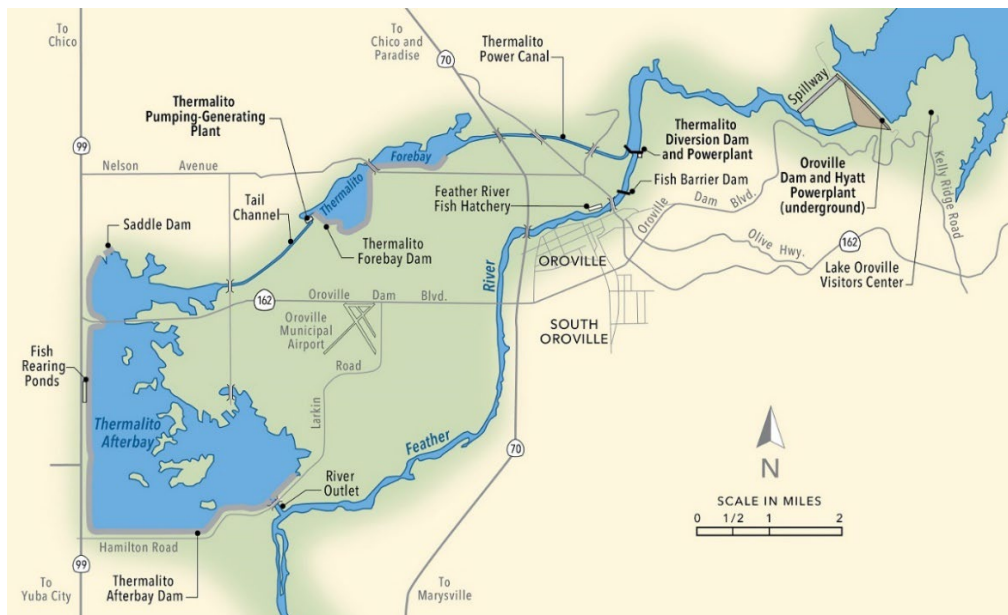 To
Chico
To
Chico and
Paradise
70
Thermalito
Power Canal
Thermalito
Pumping-Generating
Plant
Spillway
99
Nelson Avenue
Forebay
Thermalito
Thermalito
Diversion Dam
and Powerplant
Fish Barrier Dam
Feather River
Fish Hatchery
Oroville
Dam Blvd.
Oroville
Dam and Hyatt
Powerplant
(underground)
Kelly Ridge Road
Saddle Dam
Tail
Channel
Thermalito
Forebay Dam
River
OROVILLE
Olive Hwy.
162
Lake Oroville
Visitors Center
162
Oroville Dam Blvd.
Oroville
Municipal
Airport
SOUTH
OROVILLE
Fish
Rearing
Ponds
Road
Larkin
Thermalito
Afterbay
Feather
70
N
River
Outlet
SCALE IN MILES
0 1/2 1 2
Hamilton Road
99
To
Yuba City
Thermalito
Afterbay Dam
To
Marysville